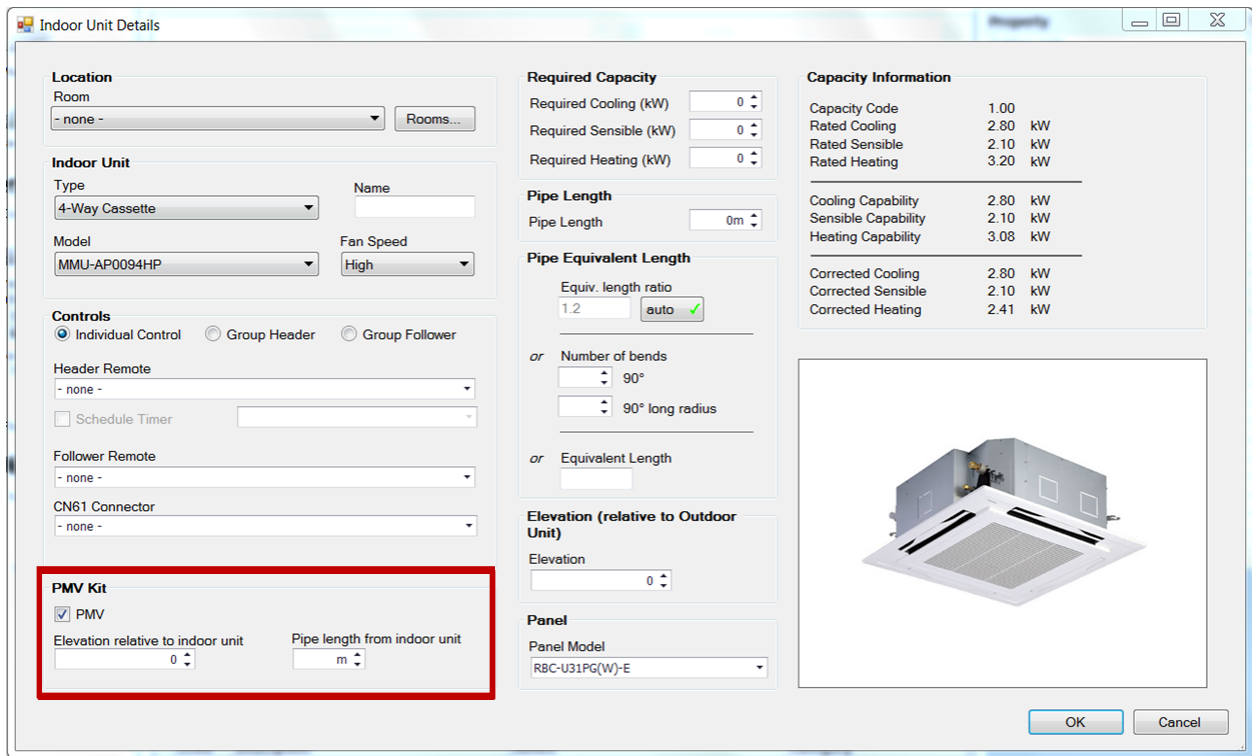 Indoor Unit Details
Location
Room
- none -
Rooms...
Indoor Unit
Type
Name
4-Way Cassette
Model
Fan Speed
MMU-AP0094HP
High
Controls
Individual Control
Group Header
Group Follower
Header Remote
- none -
Schedule Timer
Follower Remote
- none -
CN61 Connector
- none -
PMV Kit
PMV
Elevation relative to indoor unit
Pipe length from indoor unit
0
m
Required Capacity
Required Cooling (kW) 0
Required Sensible (kW) 0
Required Heating (kW) 0
Pipe Length
Pipe Length 0m
Pipe Equivalent Length
Equiv. length ratio
1.2
auto
or Number of bends
90°
90° long radius
or Equivalent Length
Elevation (relative to Outdoor
Unit)
Elevation
0
Panel
Panel Model
RBC-U31PG(W)-E
Capacity Information
Capacity Code 1.00
Rated Cooling 2.80 kW
Rated Sensible 2.10 kW
Rated Heating 3.20 kW
Cooling Capability 2.80 kW
Sensible Capability 2.10 kW
Heating Capability 3.08 kW
Corrected Cooling 2.80 kW
Corrected Sensible 2.10 kW
Corrected Heating 2.41 kW
OK
Cancel